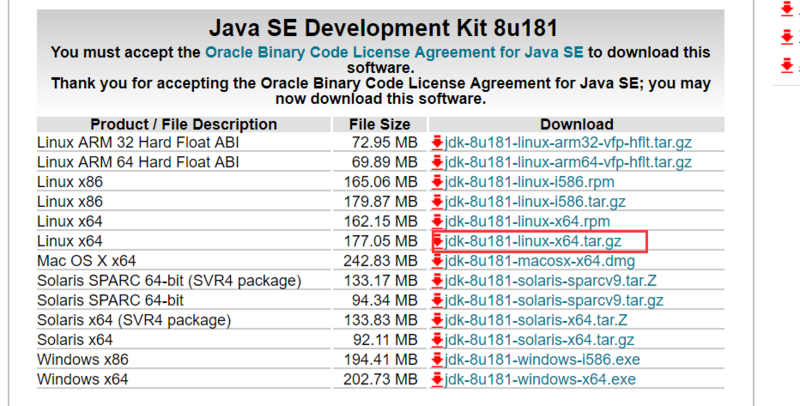 Java SE Development Kit 8u181
You must accept the Oracle Binary Code License Agreement for Java SE to download this
software.
Thank you for accepting the Oracle Binary Code License Agreement for Java SE; you may
now download this software.
Product / File Description File Size Download
Linux ARM 32 Hard Float ABI 72.95 MB jdk-8u181-linux-arm32-vfp-hflt.tar.gz
Linux ARM 64 Hard Float ABI 69.89 MB jdk-8u181-linux-arm64-vfp-hflt.tar.gz
Linux x86 165.06 MB jdk-8u181-linux-i586.rpm
Linux x86 179.87 MB jdk-8u181-linux-i586.tar.gz
Linux x64 162.15 MB jdk-8u181-linux-x64.rpm
Linux x64 177.05 MB jdk-8u181-linux-x64.tar.gz
Mac OS X x64 242.83 MB jdk-8u181-macosx-x64.dmg
Solaris SPARC 64-bit (SVR4 package) 133.17 MB jdk-8u181-solaris-sparcv9.tar.Z
Solaris SPARC 64-bit 94.34 MB jdk-8u181-solaris-sparcv9.tar.gz
Solaris x64 (SVR4 package) 133.83 MB jdk-8u181-solaris-x64.tar.Z
Solaris x64 92.11 MB jdk-8u181-solaris-x64.tar.gz
Windows x86 194.41 MB jdk-8u181-windows-i586.exe
Windows x64 202.73 MB jdk-8u181-windows-x64.exe